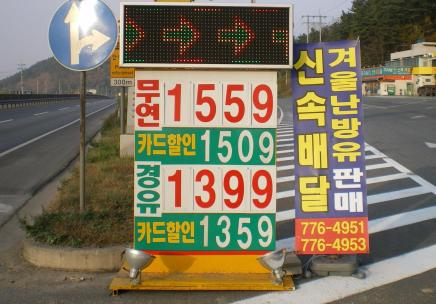 300m
무연 1559
카드할인 1509
경유 1399
카드할인 1359
겨울난방유 판매
신속배달
776-4951
776-4953